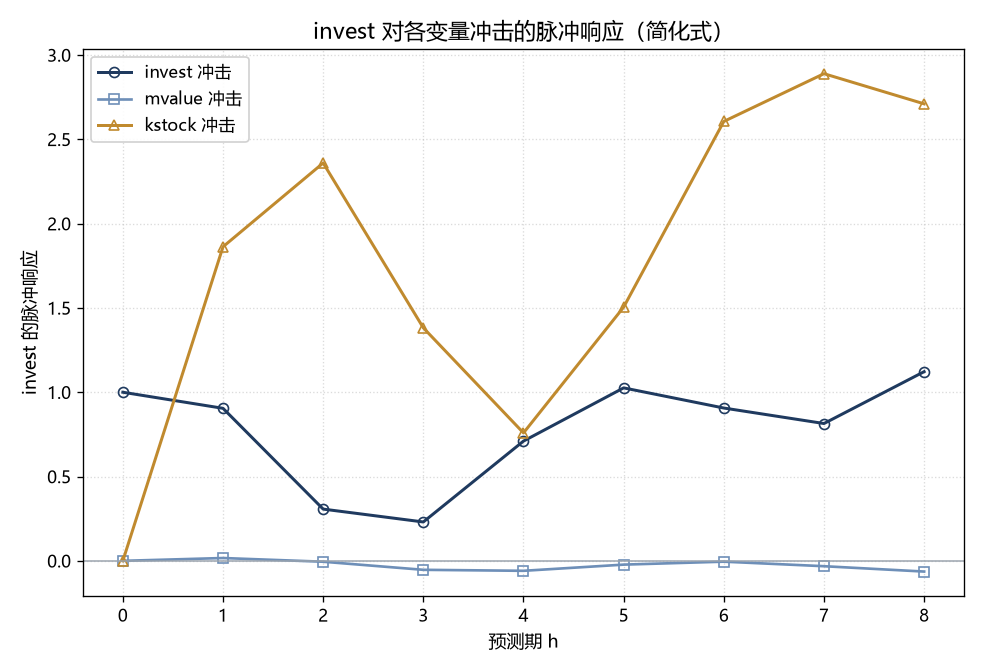 invest 对各变量冲击的脉冲响应（简化式）
invest 冲击
mvalue 冲击
kstock 冲击
invest 的脉冲响应
3.0
2.5
2.0
1.5
1.0
0.5
0.0
0 1 2 3 4 5 6 7 8
预测期 h